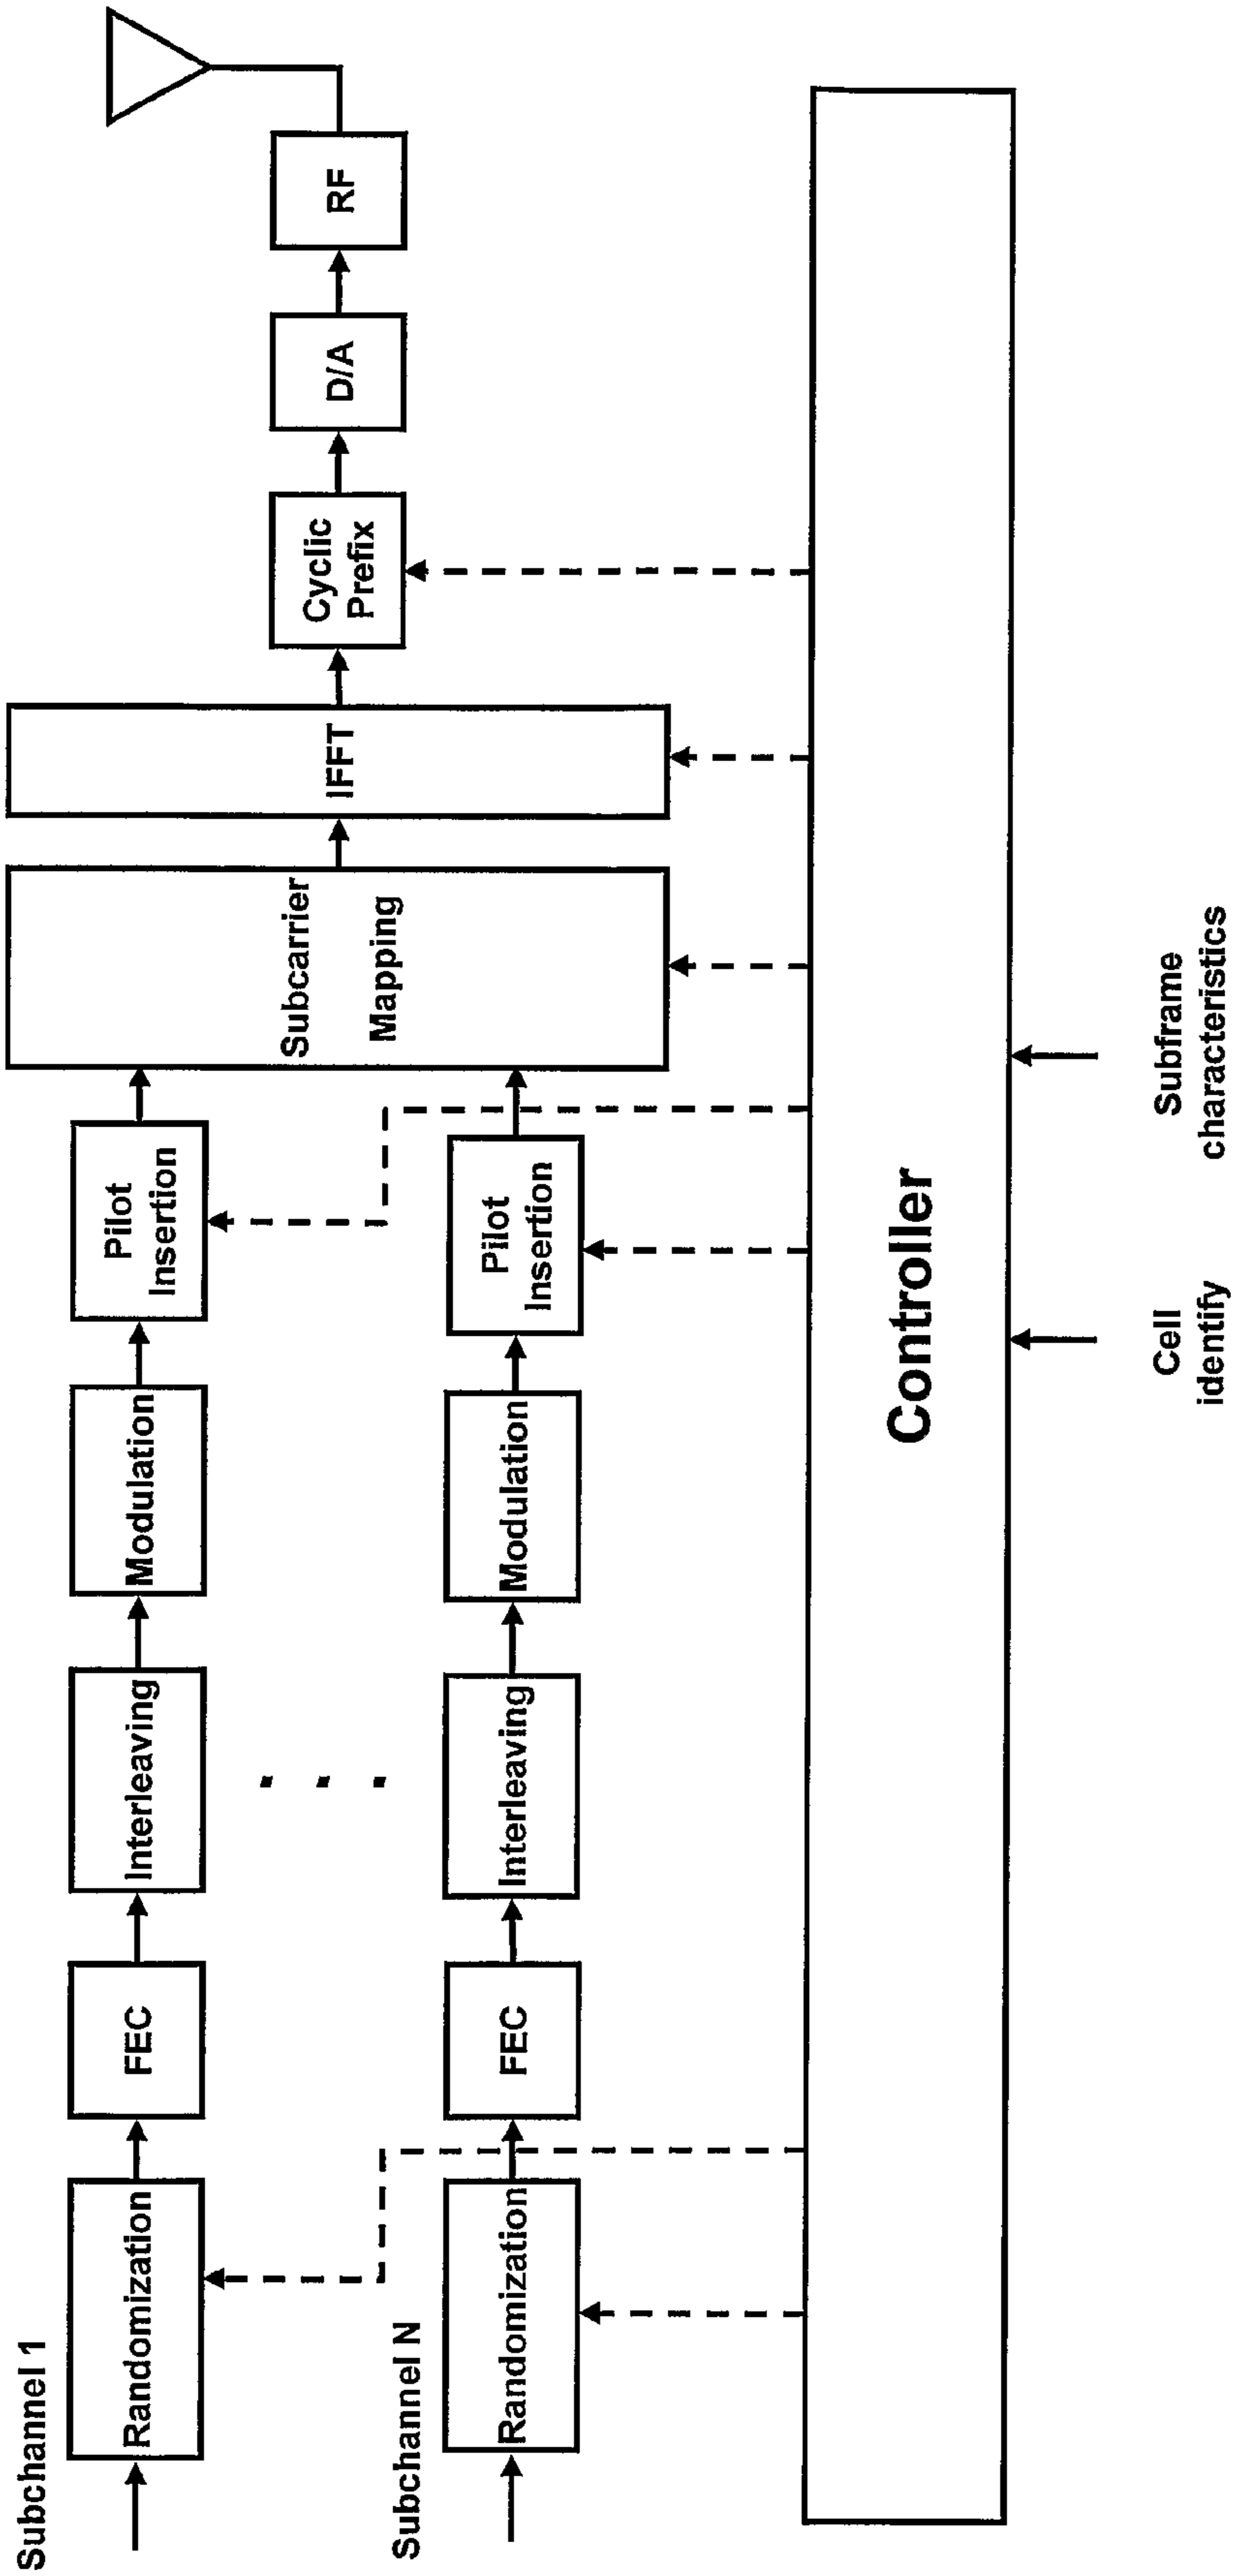 Subchannel 1
Randomization
FEC
Interleaving
Modulation
Pilot
Insertion
Subcarrier
Mapping
IFFT
Cyclic
Prefix
D/A
RF
. . .
Subchannel N
Randomization
FEC
Interleaving
Modulation
Pilot
Insertion
Controller
Cell
identify
Subframe
characteristics